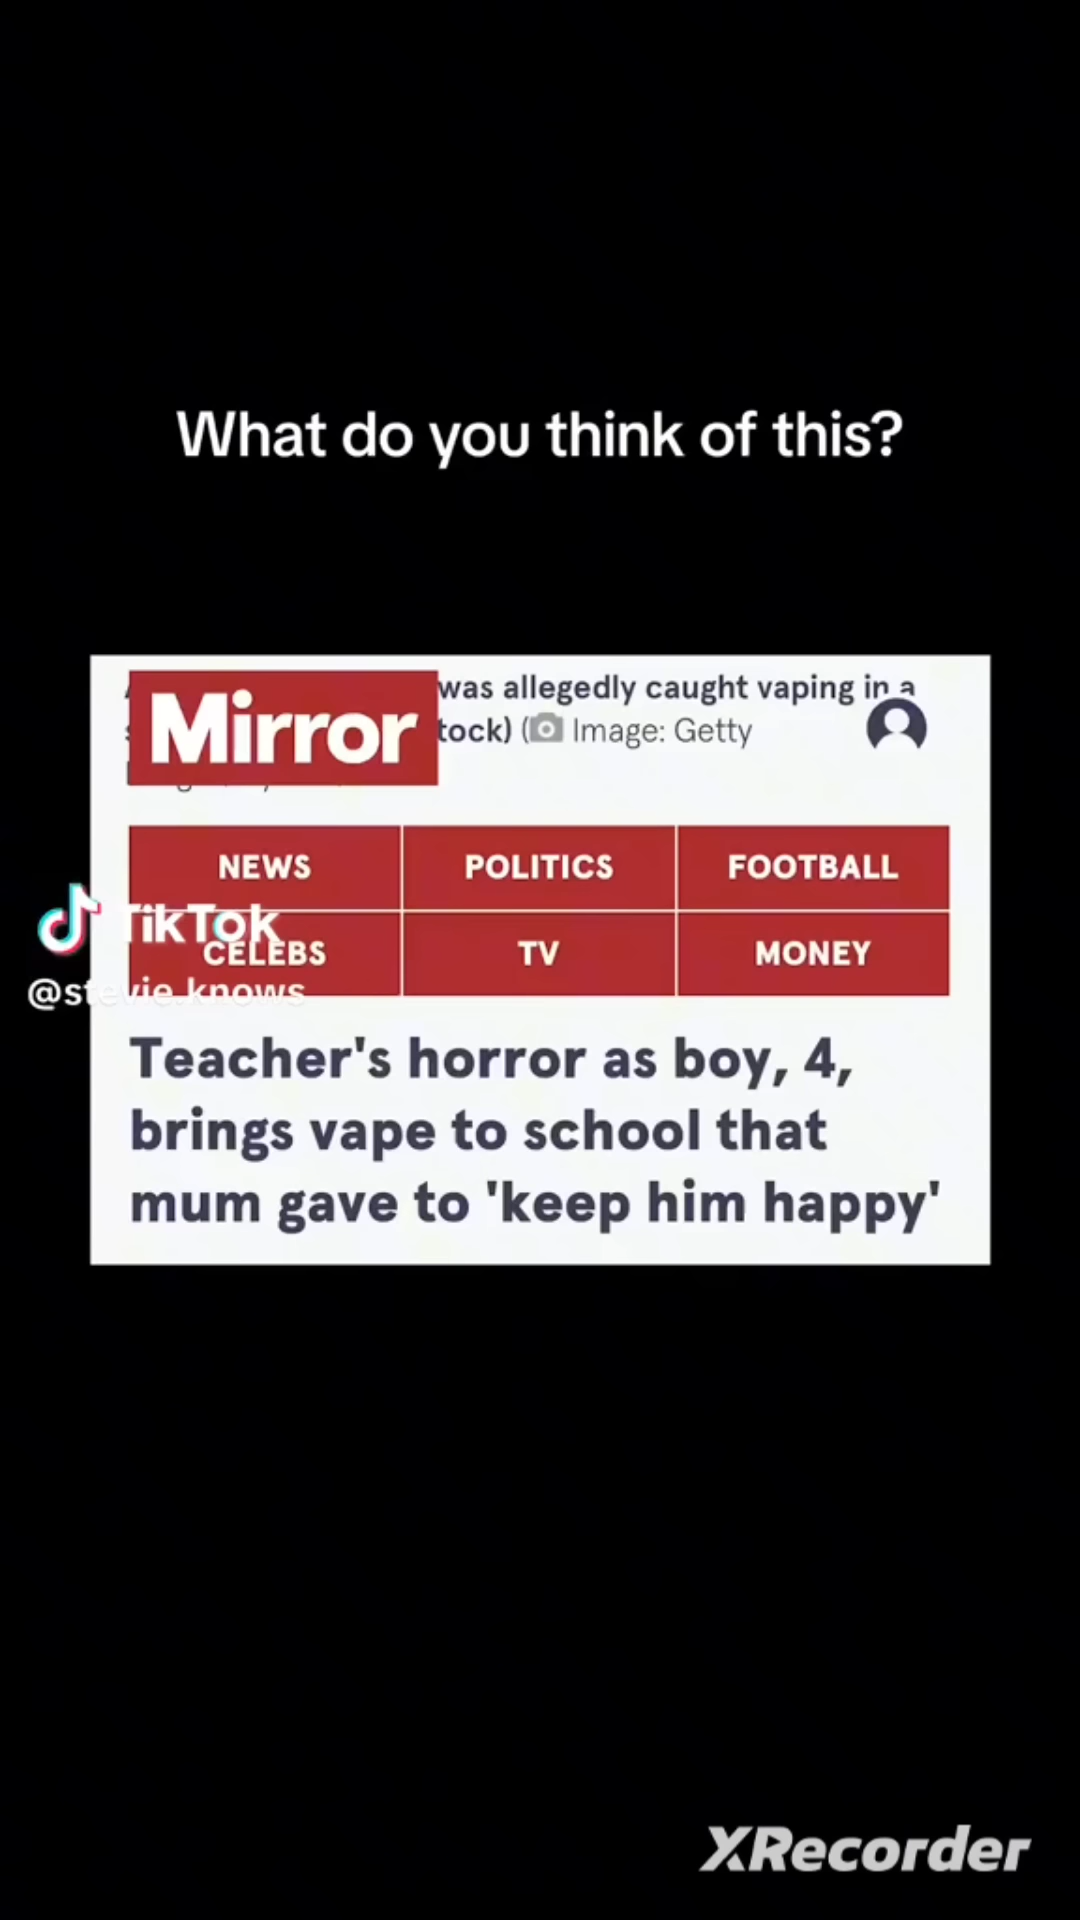 What do you think of this?
Mirror
was allegedly caught vaping in a
tock) ( Image: Getty
NEWS POLITICS FOOTBALL
TikTok
CELEBS TV MONEY
@stevie.knows
Teacher's horror as boy, 4,
brings vape to school that
mum gave to 'keep him happy'
XRecorder